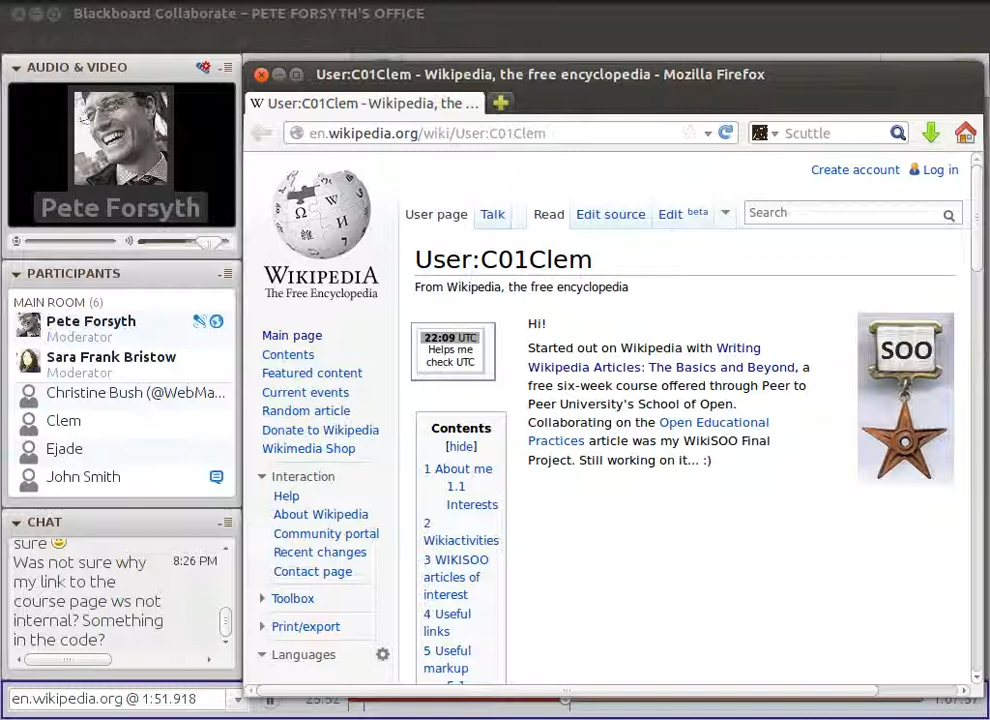 Blackboard Collaborate – PETE FORSYTH'S OFFICE
AUDIO & VIDEO
Pete Forsyth
PARTICIPANTS
MAIN ROOM (6)
Pete Forsyth
Moderator
Sara Frank Bristow
Moderator
Christine Bush (@WebMa...
Clem
Ejade
John Smith
CHAT
sure
Was not sure why
my link to the
course page ws not
internal? Something
in the code?
8:26 PM
en.wikipedia.org @ 1:51.918
User:C01Clem - Wikipedia, the free encyclopedia - Mozilla Firefox
W User:C01Clem - Wikipedia, the ...
en.wikipedia.org/wiki/User:C01Clem
Scuttle
Create account Log in
User page Talk Read Edit source Edit beta
Search
WIKIPEDIA
The Free Encyclopedia
Main page
Contents
Featured content
Current events
Random article
Donate to Wikipedia
Wikimedia Shop
Interaction
Help
About Wikipedia
Community portal
Recent changes
Contact page
Toolbox
Print/export
Languages
User:C01Clem
From Wikipedia, the free encyclopedia
22:09 UTC
Helps me
check UTC
Hi!
Started out on Wikipedia with Writing
Wikipedia Articles: The Basics and Beyond, a
free six-week course offered through Peer to
Peer University's School of Open.
Collaborating on the Open Educational
Practices article was my WikiSOO Final
Project. Still working on it... :)
SOO
Contents
[hide]
1 About me
1.1
Interests
2
Wikiactivities
3 WIKISOO
articles of
interest
4 Useful
links
5 Useful
markup